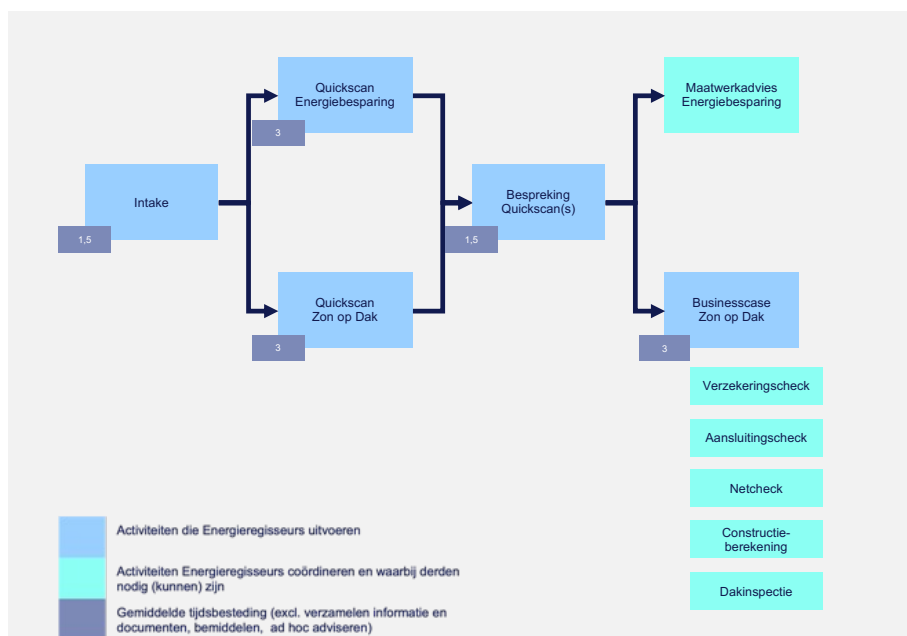 Quickscan
Energiebesparing
3
Maatwerkadvies
Energiebesparing
Intake
1,5
Bespreking
Quickscan(s)
1,5
Quickscan
Zon op Dak
3
Businesscase
Zon op Dak
3
Verzekeringscheck
Aansluitingscheck
Netcheck
Constructie-
berekening
Dakinspectie
Activiteiten die Energieregisseurs uitvoeren
Activiteiten Energieregisseurs coördineren en waarbij derden
nodig (kunnen) zijn
Gemiddelde tijdsbesteding (excl. verzamelen informatie en
documenten, bemiddelen, ad hoc adviseren)